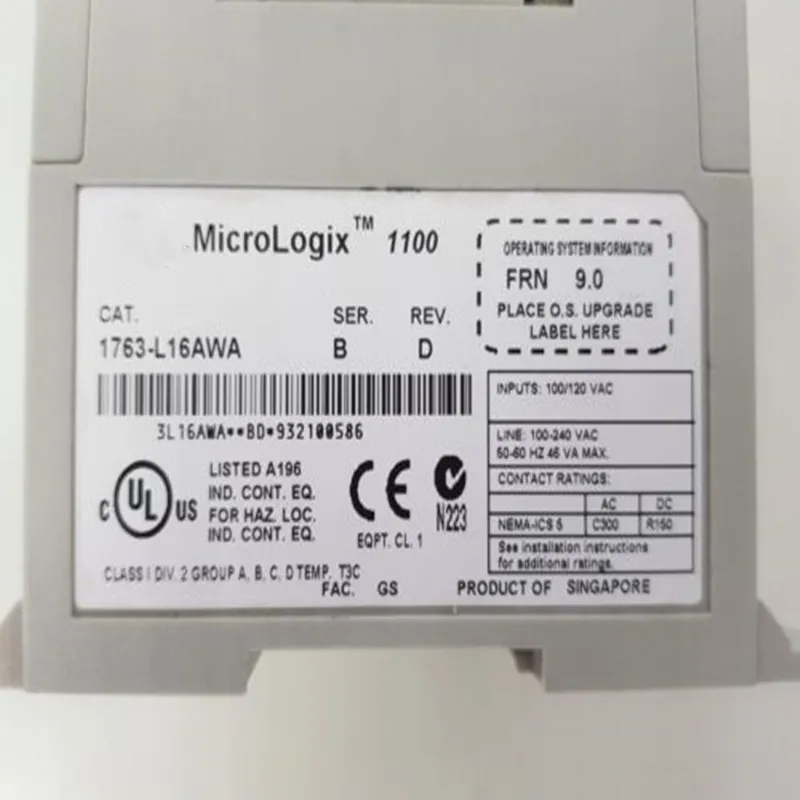 MicroLogix™ 1100
OPERATING SYSTEM INFORMATION
FRN 9.0
PLACE O.S. UPGRADE
LABEL HERE
CAT. SER. REV.
1763-L16AWA B D
3L16AWA**BD*932100586
INPUTS: 100/120 VAC
LINE: 100-240 VAC
50-60 HZ 46 VA MAX.
CONTACT RATINGS:
AC DC
NEMA-ICS 5 C300 R150
See installation instructions
for additional ratings.
C UL US
LISTED A196
IND. CONT. EQ.
FOR HAZ. LOC.
IND. CONT. EQ.
CE
EQPT. CL. 1
N223
CLASS I DIV. 2 GROUP A, B, C, D TEMP. T3C
FAC. GS PRODUCT OF SINGAPORE